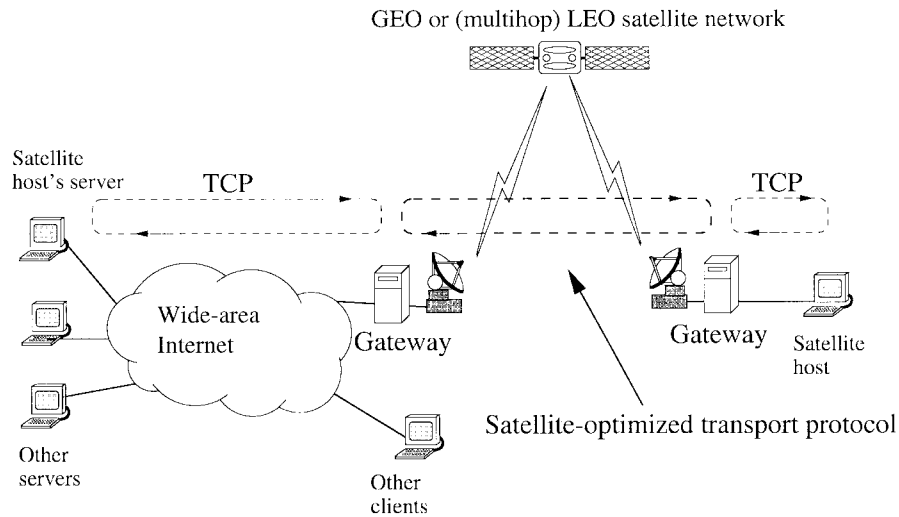 GEO or (multihop) LEO satellite network
Satellite
host's server
TCP
TCP
Wide-area
Internet
Gateway
Gateway
Satellite
host
Satellite-optimized transport protocol
Other
servers
Other
clients